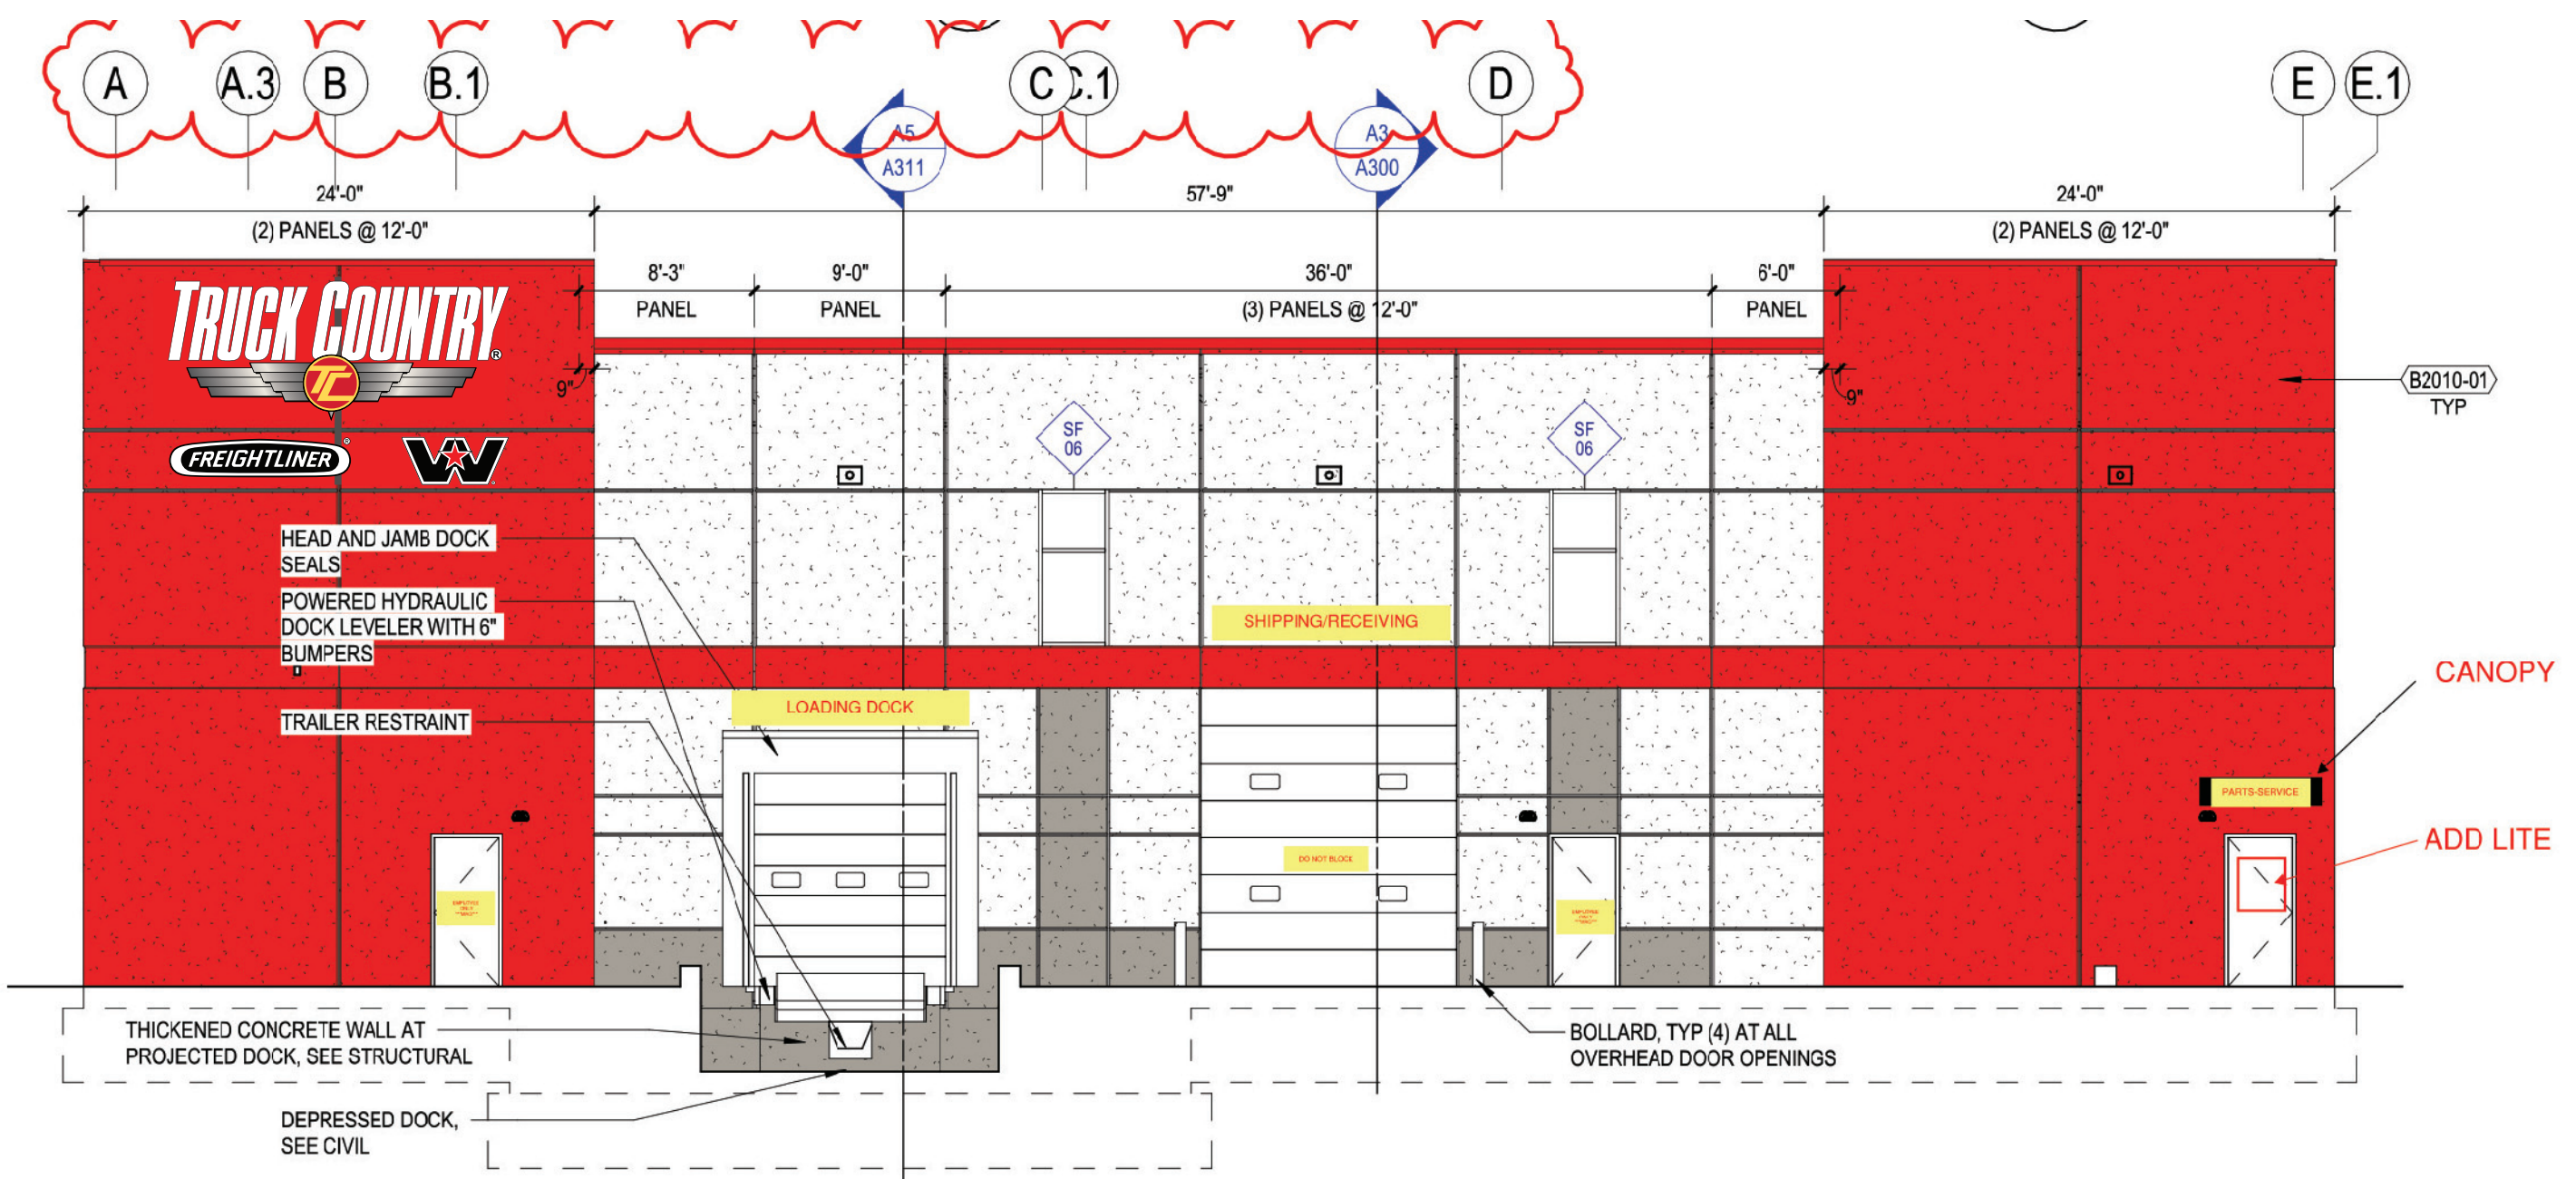 A
A.3
B
B.1
C
C.1
D
E
E.1
A5
A311
A3
A300
24'-0"
57'-9"
24'-0"
(2) PANELS @ 12'-0"
(2) PANELS @ 12'-0"
8'-3"
9'-0"
36'-0"
6'-0"
PANEL
PANEL
(3) PANELS @ 12'-0"
PANEL
TRUCK COUNTRY®
TC
9"
9"
B2010-01
TYP
FREIGHTLINER®
W
SF
06
SF
06
HEAD AND JAMB DOCK
SEALS
POWERED HYDRAULIC
DOCK LEVELER WITH 6"
BUMPERS
SHIPPING/RECEIVING
CANOPY
LOADING DOCK
TRAILER RESTRAINT
PARTS-SERVICE
ADD LITE
DO NOT BLOCK
EMPLOYEE
ONLY
EMPLOYEE
ONLY
THICKENED CONCRETE WALL AT
PROJECTED DOCK, SEE STRUCTURAL
BOLLARD, TYP (4) AT ALL
OVERHEAD DOOR OPENINGS
DEPRESSED DOCK,
SEE CIVIL